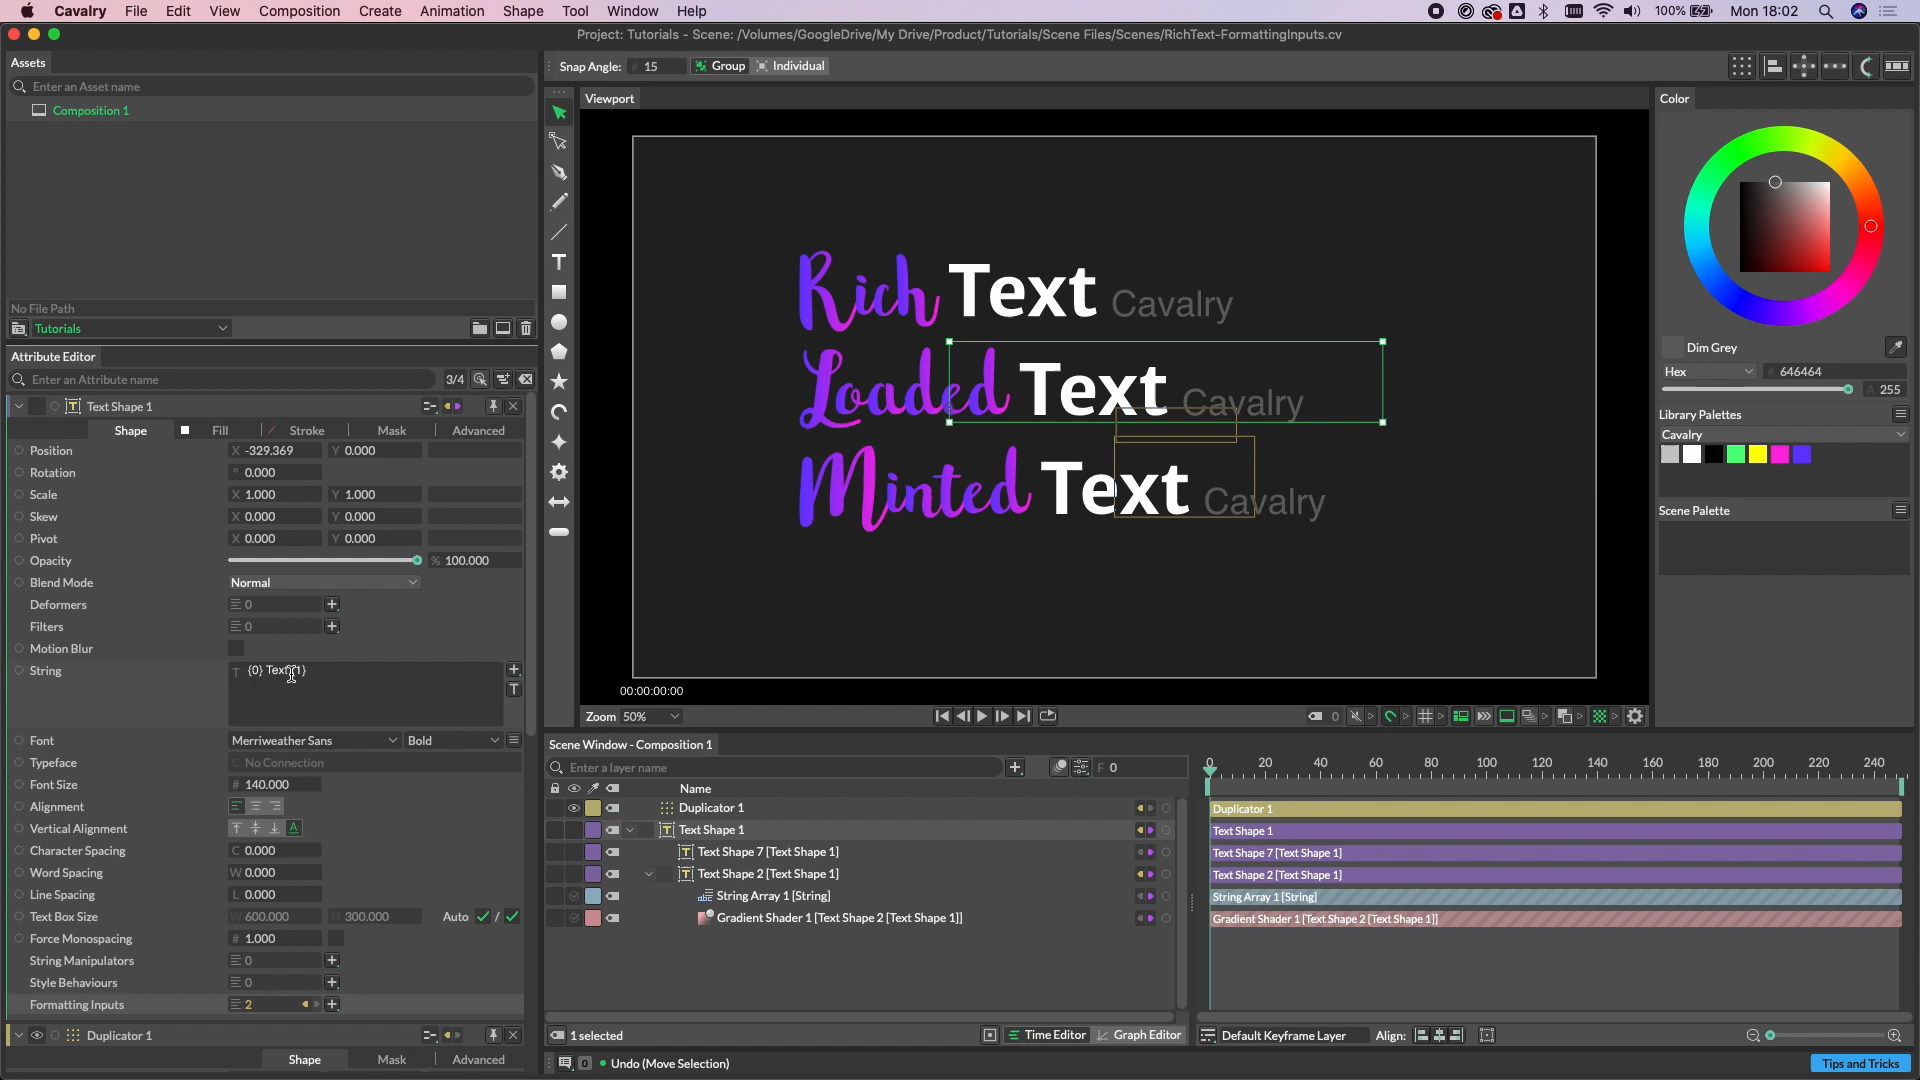 Cavalry File Edit View Composition Create Animation Shape Tool Window Help 100% Mon 18:02
Project: Tutorials - Scene: /Volumes/GoogleDrive/My Drive/Product/Tutorials/Scene Files/Scenes/RichText-FormattingInputs.cv
Assets
Enter an Asset name
Composition 1
No File Path
Tutorials
Attribute Editor
Enter an Attribute name 3/4
Text Shape 1
Shape Fill Stroke Mask Advanced
Position X -329.369 Y 0.000
Rotation ° 0.000
Scale X 1.000 Y 1.000
Skew X 0.000 Y 0.000
Pivot X 0.000 Y 0.000
Opacity % 100.000
Blend Mode Normal
Deformers 0
Filters 0
Motion Blur
String T {0} Text{1}
Font Merriweather Sans Bold
Typeface C No Connection
Font Size # 140.000
Alignment
Vertical Alignment A
Character Spacing C 0.000
Word Spacing W 0.000
Line Spacing L 0.000
Text Box Size W 600.000 H 300.000 Auto /
Force Monospacing # 1.000
String Manipulators 0
Style Behaviours 0
Formatting Inputs 2
Duplicator 1
Shape Mask Advanced
Snap Angle: # 15 Group Individual
Viewport
Rich Text Cavalry
Loaded Text Cavalry
Minted Text Cavalry
00:00:00:00
Zoom 50% 0
Scene Window - Composition 1
Enter a layer name F 0
Name
Duplicator 1
Text Shape 1
Text Shape 7 [Text Shape 1]
Text Shape 2 [Text Shape 1]
String Array 1 [String]
Gradient Shader 1 [Text Shape 2 [Text Shape 1]]
1 selected Time Editor Graph Editor
0 Undo (Move Selection)
0 20 40 60 80 100 120 140 160 180 200 220 240
Duplicator 1
Text Shape 1
Text Shape 7 [Text Shape 1]
Text Shape 2 [Text Shape 1]
String Array 1 [String]
Gradient Shader 1 [Text Shape 2 [Text Shape 1]]
Default Keyframe Layer Align:
Tips and Tricks
Color
Dim Grey
Hex # 646464
A 255
Library Palettes
Cavalry
Scene Palette